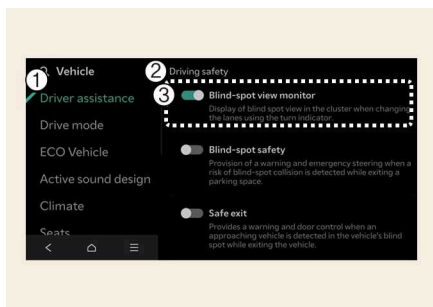 Vehicle
1
Driver assistance
Drive mode
ECO Vehicle
Active sound design
Climate
Seats
2 Driving safety
3 Blind-spot view monitor
Display of blind spot view in the cluster when changing
the lanes using the turn indicator.
Blind-spot safety
Provision of a warning and emergency steering when a
risk of blind-spot collision is detected while exiting a
parking space.
Safe exit
Provides a warning and door control when an
approaching vehicle is detected in the vehicle's blind
spot while exiting the vehicle.